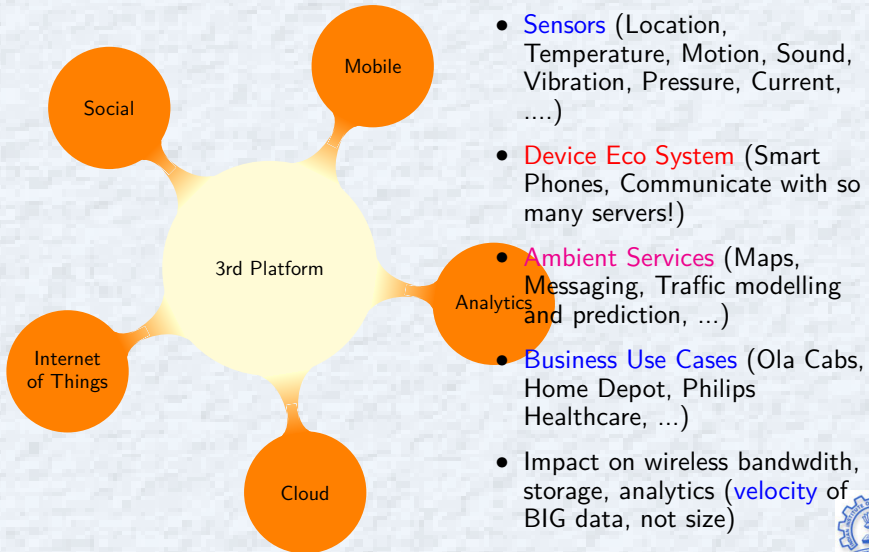 Mobile
Social
3rd Platform
Analytics
Internet
of Things
Cloud
• Sensors (Location,
Temperature, Motion, Sound,
Vibration, Pressure, Current,
....)
• Device Eco System (Smart
Phones, Communicate with so
many servers!)
• Ambient Services (Maps,
Messaging, Traffic modelling
and prediction, ...)
• Business Use Cases (Ola Cabs,
Home Depot, Philips
Healthcare, ...)
• Impact on wireless bandwdith,
storage, analytics (velocity of
BIG data, not size)